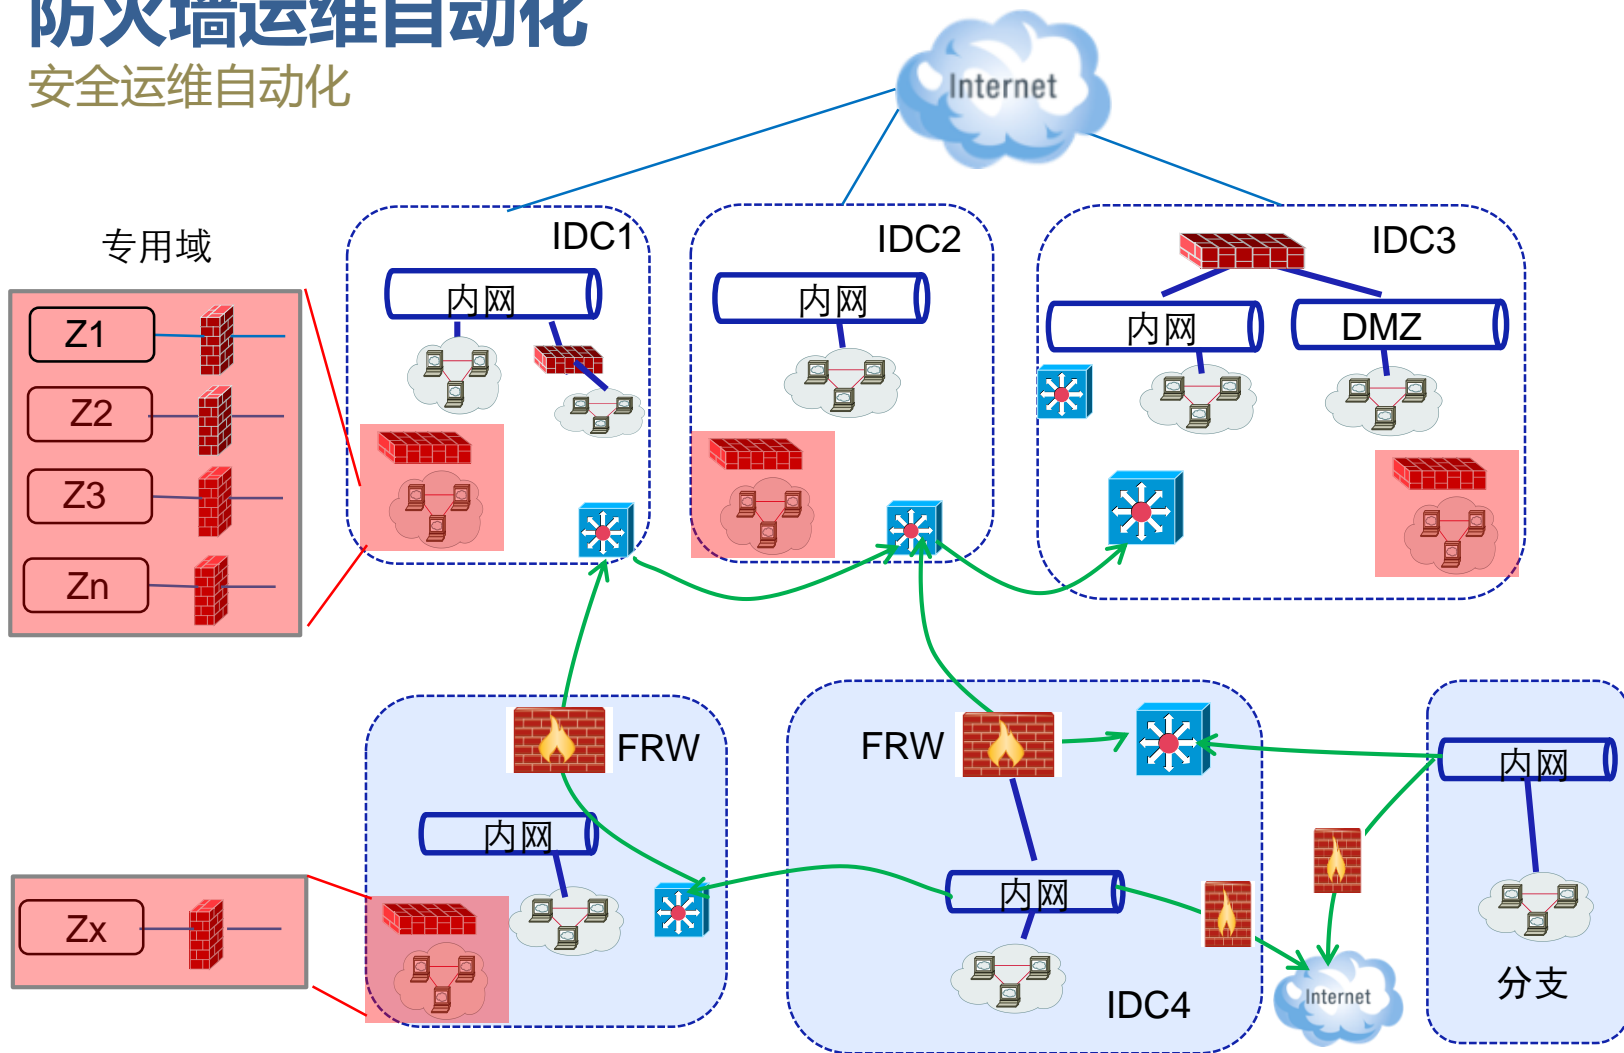 防火墙运维自动化
安全运维自动化
Internet
专用域
IDC1
IDC2
IDC3
内网
内网
内网
DMZ
Z1
Z2
Z3
Zn
FRW
FRW
内网
内网
内网
Zx
IDC4
Internet
分支